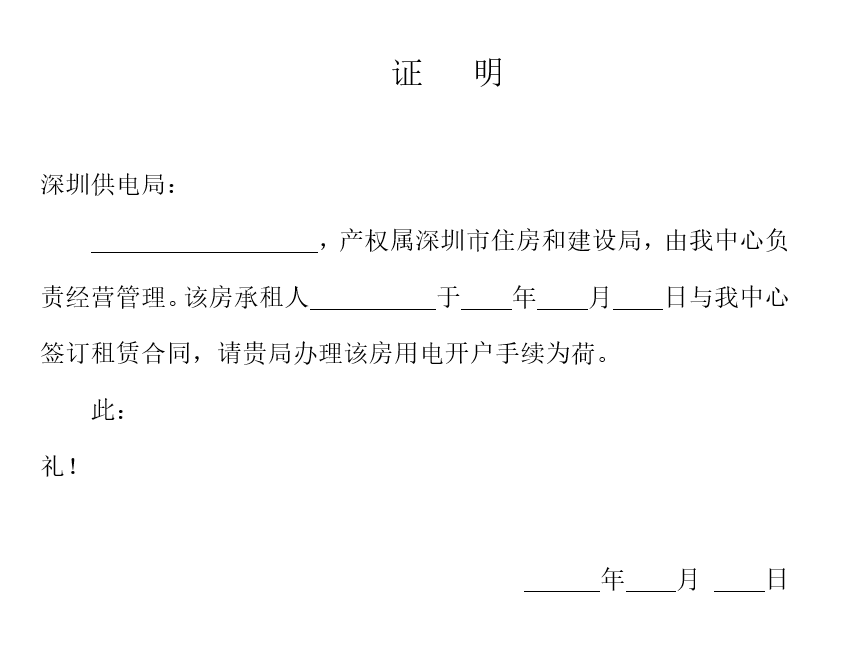 证 明
深圳供电局：
__________________，产权属深圳市住房和建设局，由我中心负
责经营管理。该房承租人__________于____年____月____日与我中心
签订租赁合同，请贵局办理该房用电开户手续为荷。
此：
礼！
______年____月 ____日